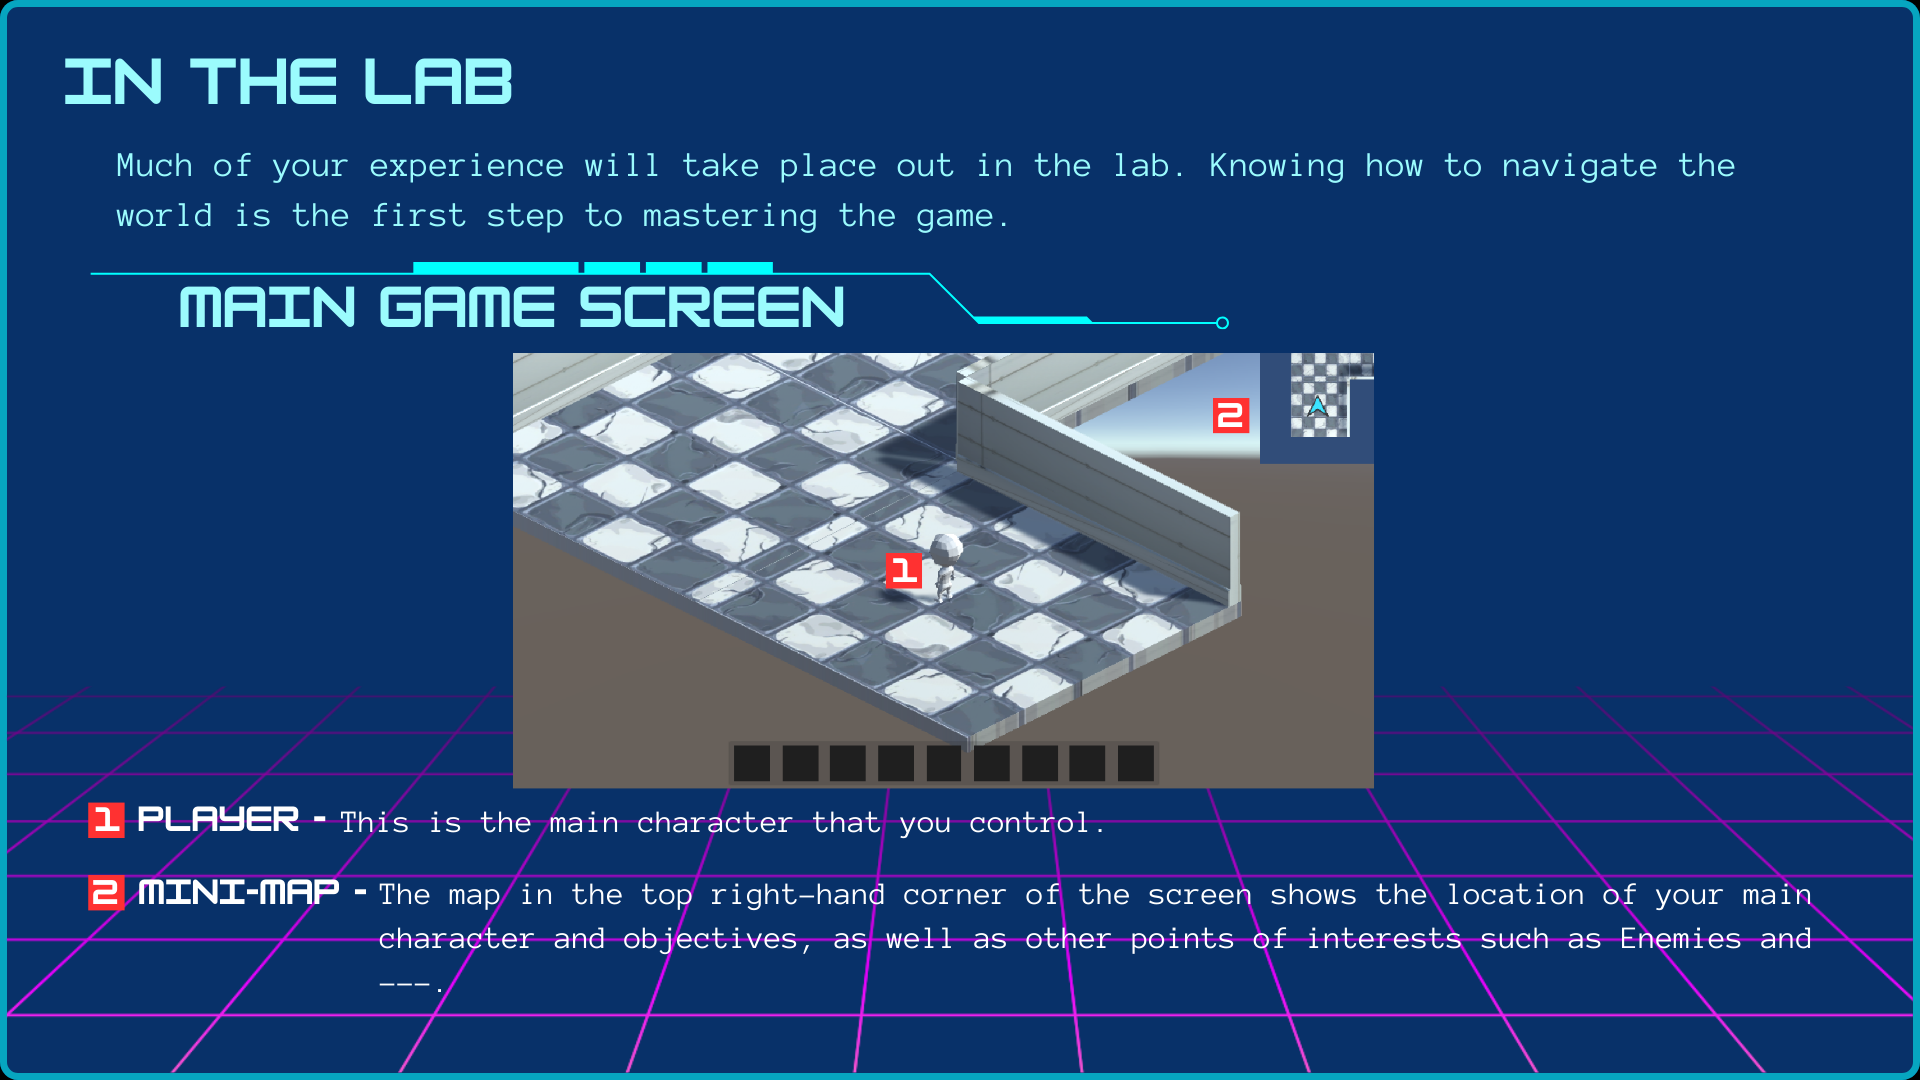 IN THE LAB
Much of your experience will take place out in the lab. Knowing how to navigate the
world is the first step to mastering the game.
MAIN GAME SCREEN
2
1
1 PLAYER - This is the main character that you control.
2 MINI-MAP - The map in the top right-hand corner of the screen shows the location of your main
character and objectives, as well as other points of interests such as Enemies and
---.